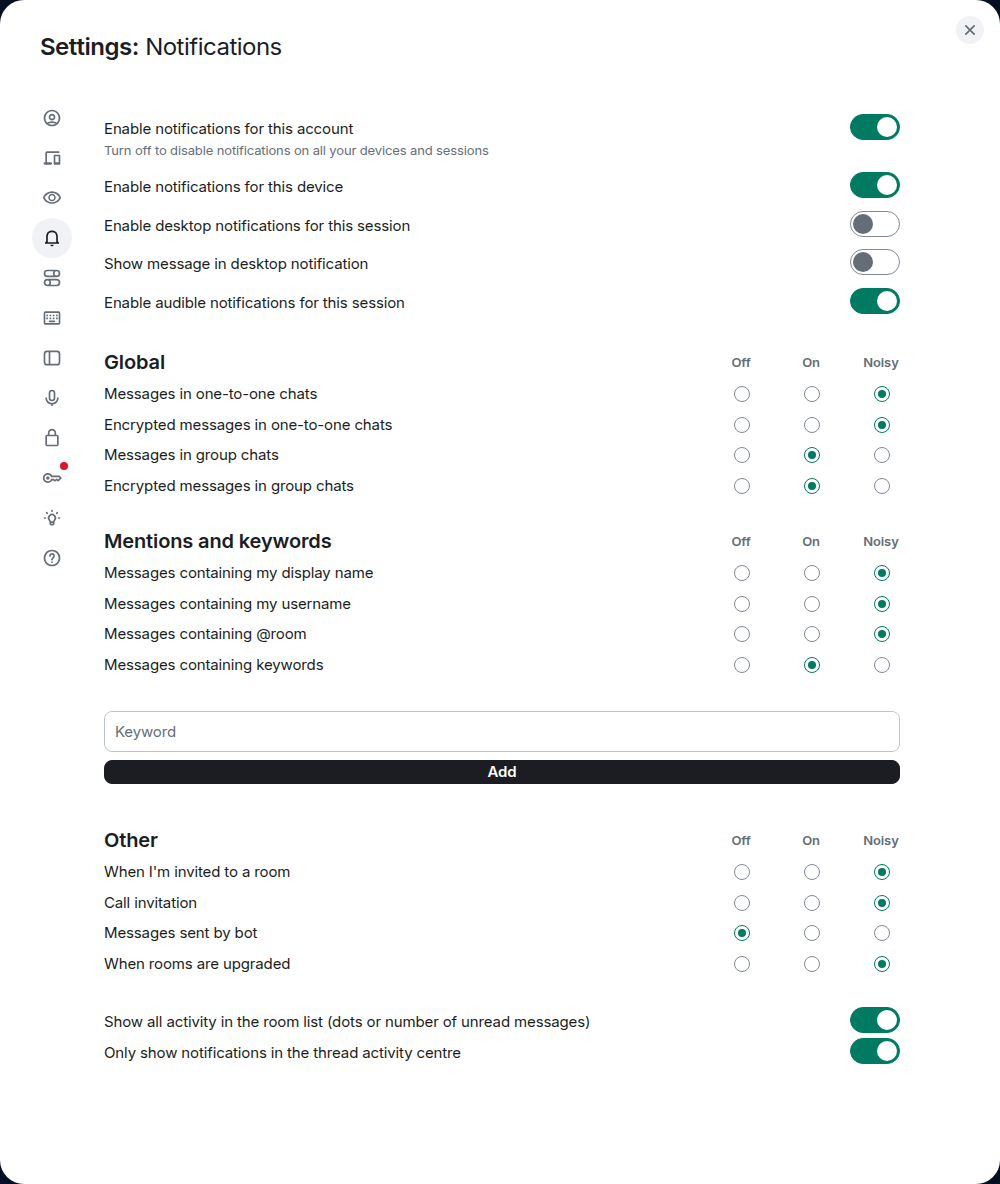 Settings: Notifications
Enable notifications for this account
Turn off to disable notifications on all your devices and sessions
Enable notifications for this device
Enable desktop notifications for this session
Show message in desktop notification
Enable audible notifications for this session
Global Off On Noisy
Messages in one-to-one chats
Encrypted messages in one-to-one chats
Messages in group chats
Encrypted messages in group chats
Mentions and keywords Off On Noisy
Messages containing my display name
Messages containing my username
Messages containing @room
Messages containing keywords
Keyword
Add
Other Off On Noisy
When I'm invited to a room
Call invitation
Messages sent by bot
When rooms are upgraded
Show all activity in the room list (dots or number of unread messages)
Only show notifications in the thread activity centre